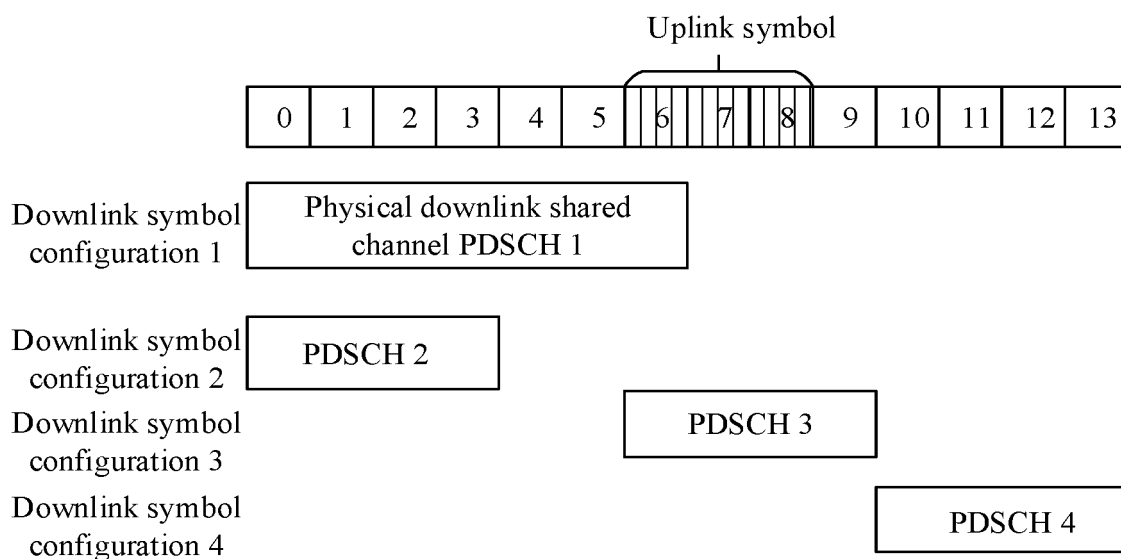 Uplink symbol
0 1 2 3 4 5 6 7 8 9 10 11 12 13
Downlink symbol
configuration 1
Physical downlink shared
channel PDSCH 1
Downlink symbol
configuration 2
PDSCH 2
Downlink symbol
configuration 3
PDSCH 3
Downlink symbol
configuration 4
PDSCH 4